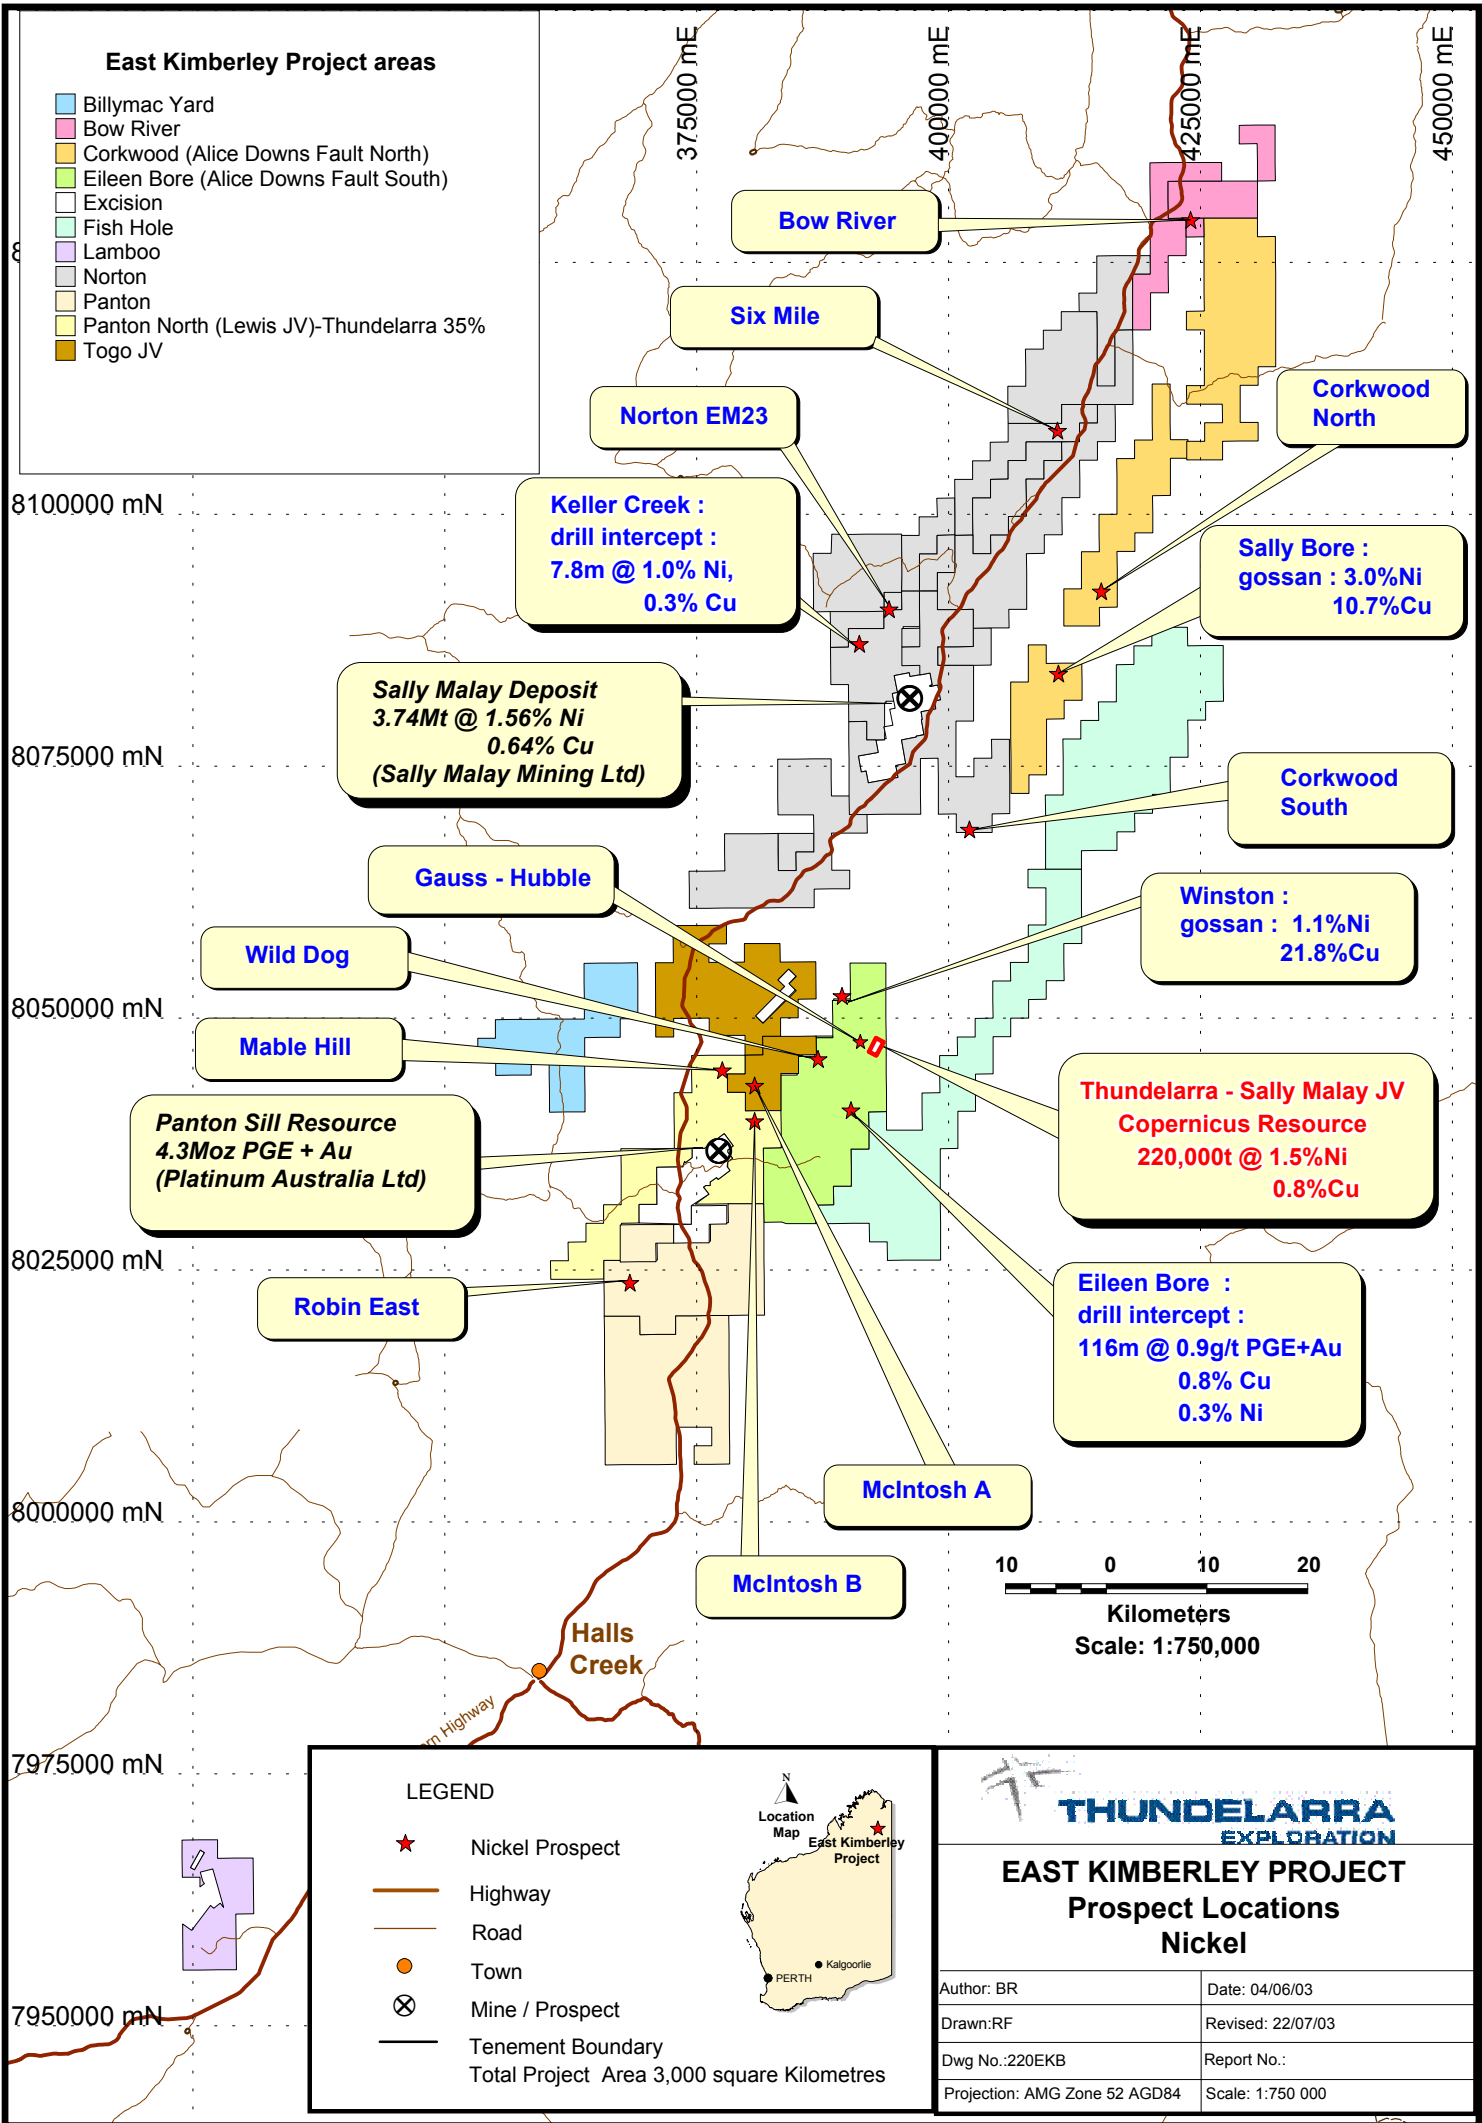 East Kimberley Project areas
Billymac Yard
Bow River
Corkwood (Alice Downs Fault North)
Eileen Bore (Alice Downs Fault South)
Excision
Fish Hole
Lamboo
Norton
Panton
Panton North (Lewis JV)-Thundelarra 35%
Togo JV
375000 mE
400000 mE
425000 mE
450000 mE
8100000 mN
8075000 mN
8050000 mN
8025000 mN
8000000 mN
7975000 mN
7950000 mN
Bow River
Six Mile
Norton EM23
Corkwood
North
Keller Creek :
drill intercept :
7.8m @ 1.0% Ni,
0.3% Cu
Sally Bore :
gossan : 3.0%Ni
10.7%Cu
Sally Malay Deposit
3.74Mt @ 1.56% Ni
0.64% Cu
(Sally Malay Mining Ltd)
Corkwood
South
Gauss - Hubble
Winston :
gossan : 1.1%Ni
21.8%Cu
Wild Dog
Mable Hill
Thundelarra - Sally Malay JV
Copernicus Resource
220,000t @ 1.5%Ni
0.8%Cu
Panton Sill Resource
4.3Moz PGE + Au
(Platinum Australia Ltd)
Robin East
Eileen Bore :
drill intercept :
116m @ 0.9g/t PGE+Au
0.8% Cu
0.3% Ni
McIntosh A
McIntosh B
10 0 10 20
Kilometers
Scale: 1:750,000
Halls
Creek
Highway
LEGEND
Nickel Prospect
Highway
Road
Town
Mine / Prospect
Tenement Boundary
Total Project Area 3,000 square Kilometres
N
Location
Map
East Kimberley
Project
Kalgoorlie
PERTH
THUNDELARRA
EXPLORATION
EAST KIMBERLEY PROJECT
Prospect Locations
Nickel
Author: BR
Date: 04/06/03
Drawn:RF
Revised: 22/07/03
Dwg No.:220EKB
Report No.:
Projection: AMG Zone 52 AGD84
Scale: 1:750 000